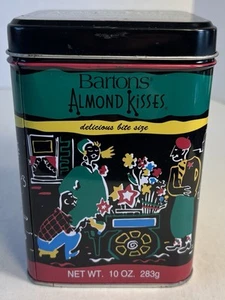 Bartons®
ALMOND KISSES
delicious bite size
NET WT. 10 OZ. 283g